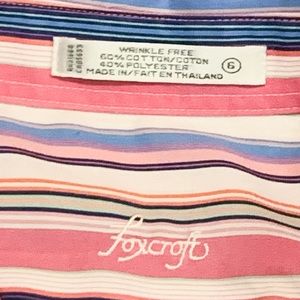 WRINKLE FREE
60% COTTON/COTON
40% POLYESTER
MADE IN/FAIT EN THAILAND
6
foxcroft